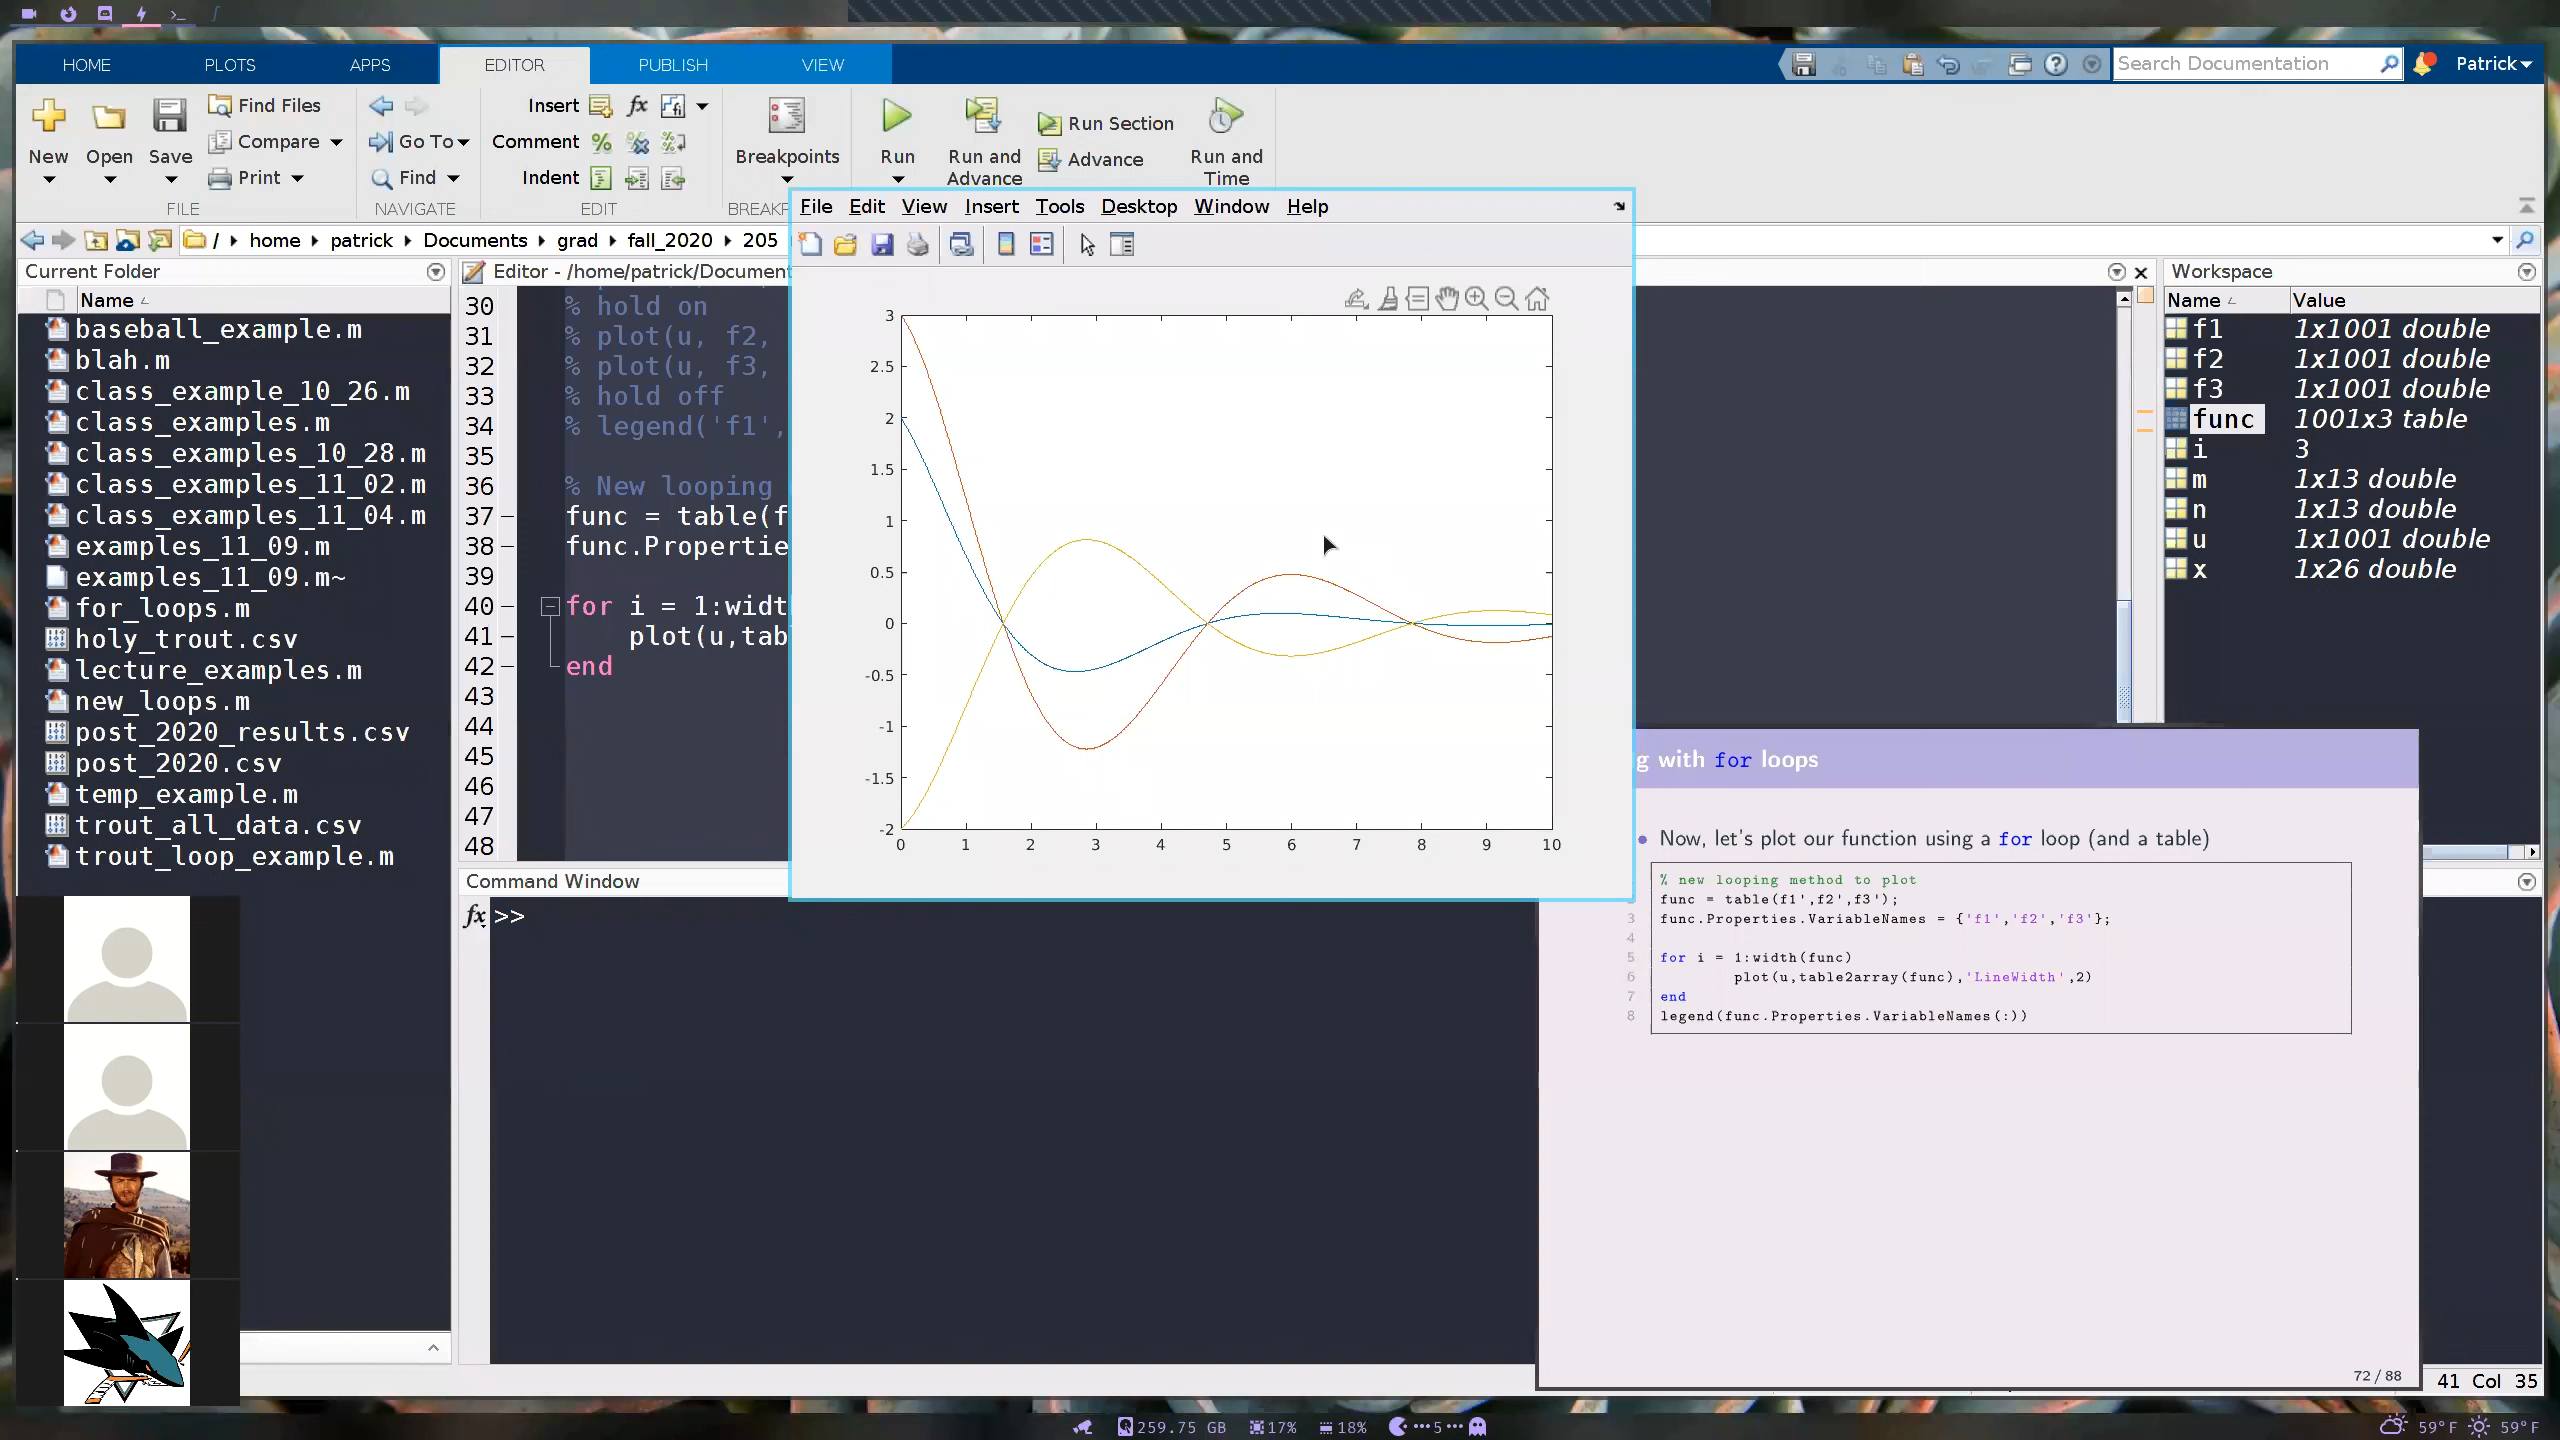 HOME PLOTS APPS EDITOR PUBLISH VIEW
Search Documentation
Patrick
New
Open
Save
Find Files
Compare
Print
FILE
Go To
Find
NAVIGATE
Insert
Comment
Indent
EDIT
Breakpoints
Run
Run and
Advance
Run Section
Advance
Run and
Time
/ home patrick Documents grad fall_2020 205
Current Folder
Name
baseball_example.m
blah.m
class_example_10_26.m
class_examples.m
class_examples_10_28.m
class_examples_11_02.m
class_examples_11_04.m
examples_11_09.m
examples_11_09.m~
for_loops.m
holy_trout.csv
lecture_examples.m
new_loops.m
post_2020_results.csv
post_2020.csv
temp_example.m
trout_all_data.csv
trout_loop_example.m
Editor - /home/patrick/Document
30 % hold on
31 % plot(u, f2,
32 % plot(u, f3,
33 % hold off
34 % legend('f1',
35
36 % New looping
37 func = table(f
38 func.Propertie
39
40 for i = 1:widt
41 plot(u,tab
42 end
43
44
45
46
47
48
File Edit View Insert Tools Desktop Window Help
3
2.5
2
1.5
1
0.5
0
-0.5
-1
-1.5
-2
0 1 2 3 4 5 6 7 8 9 10
Workspace
Name Value
f1 1x1001 double
f2 1x1001 double
f3 1x1001 double
func 1001x3 table
i 3
m 1x13 double
n 1x13 double
u 1x1001 double
x 1x26 double
Command Window
fx >>
g with for loops
Now, let's plot our function using a for loop (and a table)
% new looping method to plot
func = table(f1',f2',f3');
3 func.Properties.VariableNames = {'f1','f2','f3'};
4
5 for i = 1:width(func)
6 plot(u,table2array(func),'LineWidth',2)
7 end
8 legend(func.Properties.VariableNames(:))
72 / 88
41 Col 35
259.75 GB 17% 18% 5
59°F 59°F